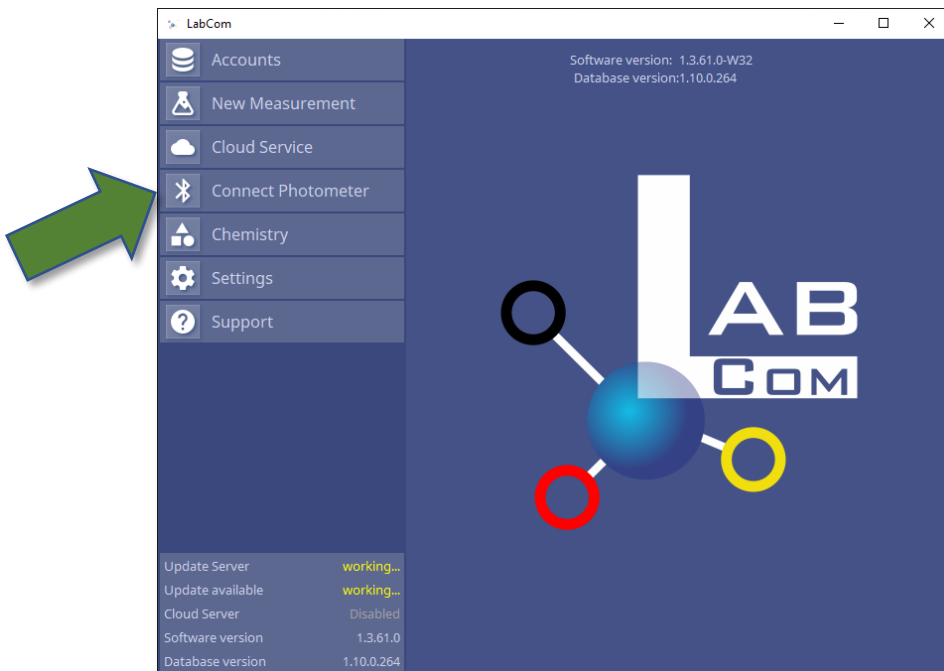 LabCom
Accounts
New Measurement
Cloud Service
Connect Photometer
Chemistry
Settings
Support
Update Server working...
Update available working...
Cloud Server Disabled
Software version 1.3.61.0
Database version 1.10.0.264
Software version: 1.3.61.0-W32
Database version:1.10.0.264
LAB
COM